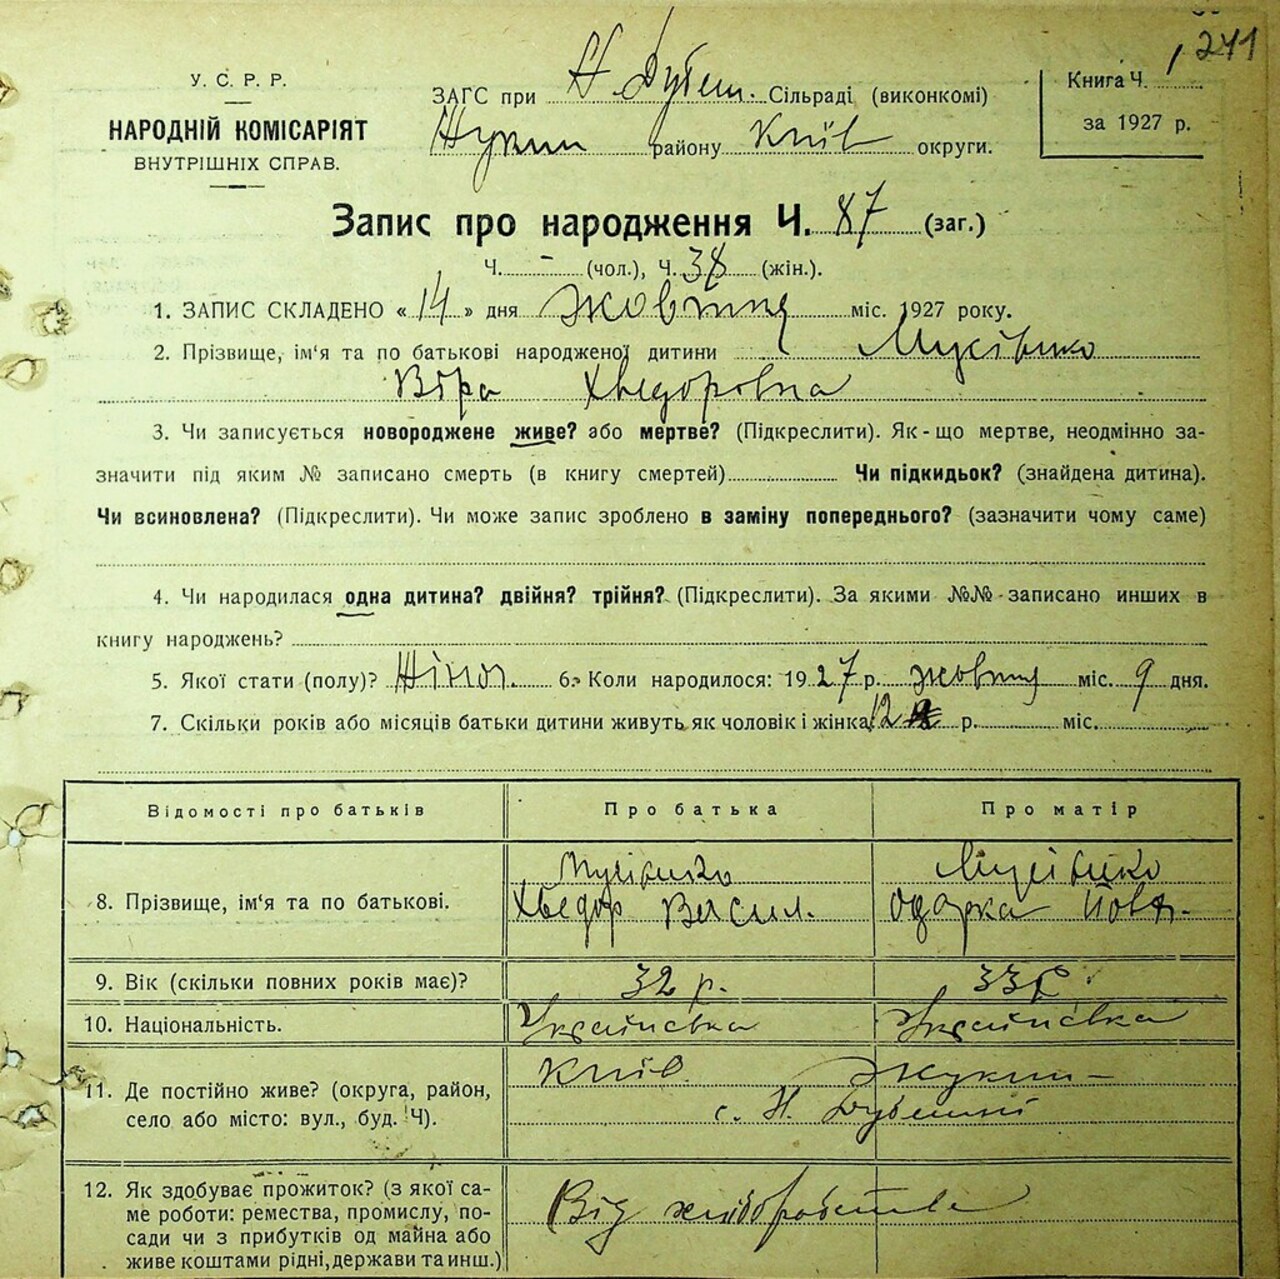 241
У. С. Р. Р.
НАРОДНІЙ КОМІСАРІЯТ
ВНУТРІШНІХ СПРАВ.
ЗАГС при Н Дубеш. Сільраді (виконкомі)
Жукин району Київ округи.
Книга Ч.
за 1927 р.
Запис про народження Ч. 87 (заг.)
Ч. - (чол.), Ч. 38 (жін.).
1. ЗАПИС СКЛАДЕНО « 14 » дня жовтня міс. 1927 року.
2. Прізвище, ім‘я та по батькові народженої дитини Мусієнко
Віра Хведоровна
3. Чи записується новороджене живе? або мертве? (Підкреслити). Як-що мертве, неодмінно за-
значити під яким № записано смерть (в книгу смертей) Чи підкидьок? (знайдена дитина).
Чи всиновлена? (Підкреслити). Чи може запис зроблено в заміну попереднього? (зазначити чому саме)
4. Чи народилася одна дитина? двійня? трійня? (Підкреслити). За якими №№ записано инших в
книгу народжень?
5. Якої стати (полу)? Жіноч. 6. Коли народилося: 1927 р. жовтня міс. 9 дня.
7. Скільки років або місяців батьки дитини живуть як чоловік і жінка 12 р. міс.
Відомості про батьків Про батька Про матір
8. Прізвище, ім‘я та по батькові. Мусієнко Мусієнко
Хведор Васил. Одарка
9. Вік (скільки повних років має)? 32 р. 33 р.
10. Національність. Українська Українська
11. Де постійно живе? (округа, район, Київ Жукин
село або місто: вул., буд. Ч). с. Н. Дубешні
12. Як здобуває прожиток? (з якої са-
ме роботи: ремества, промислу, по- Від хліборобства
сади чи з прибутків од майна або
живе коштами рідні, держави та инш.)